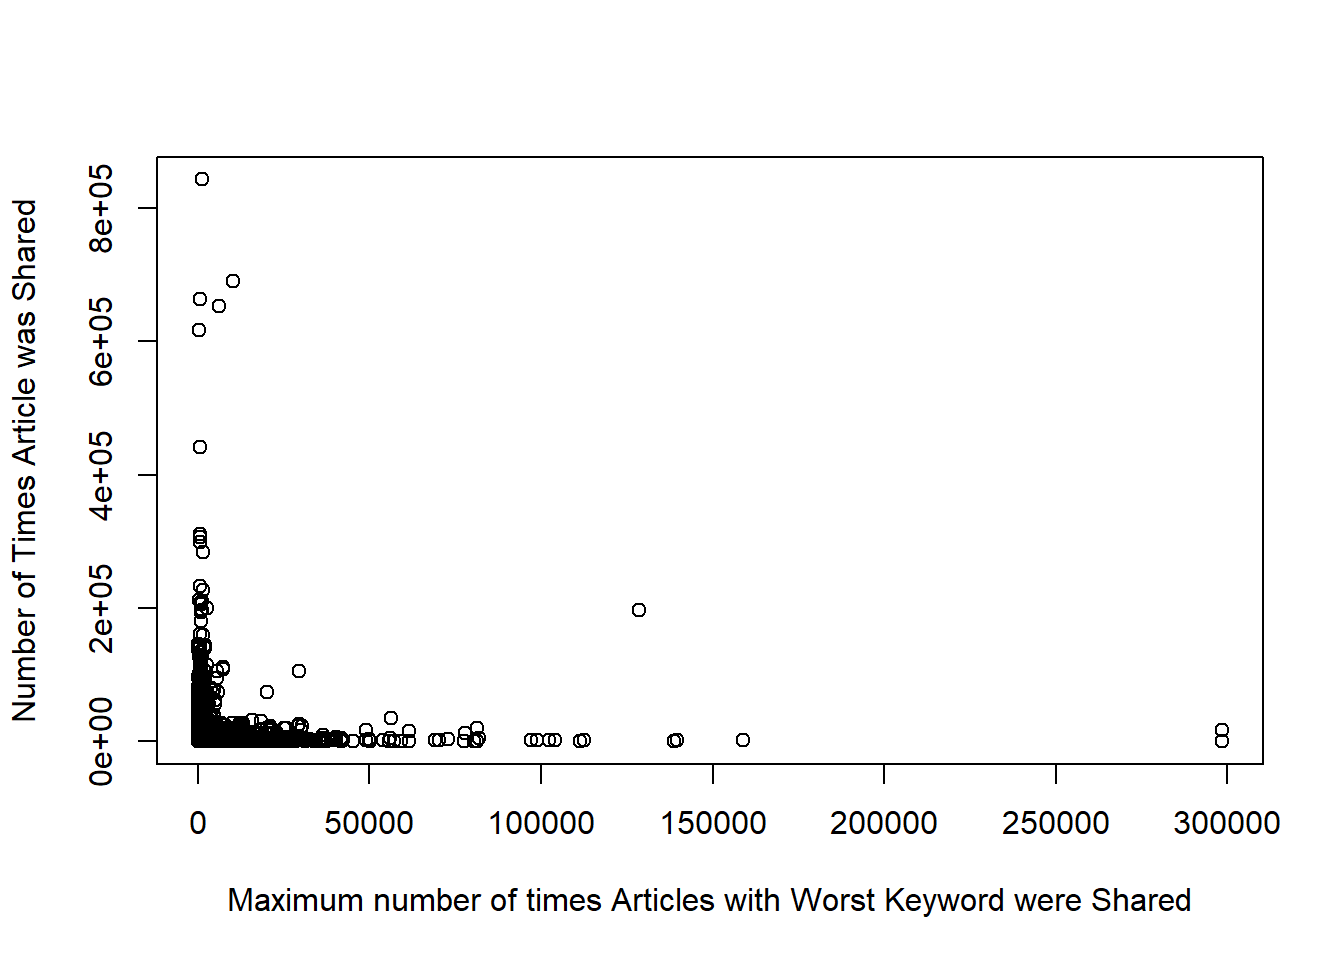 Number of Times Article was Shared
8e+05
6e+05
4e+05
2e+05
0e+00
0 50000 100000 150000 200000 250000 300000
Maximum number of times Articles with Worst Keyword were Shared